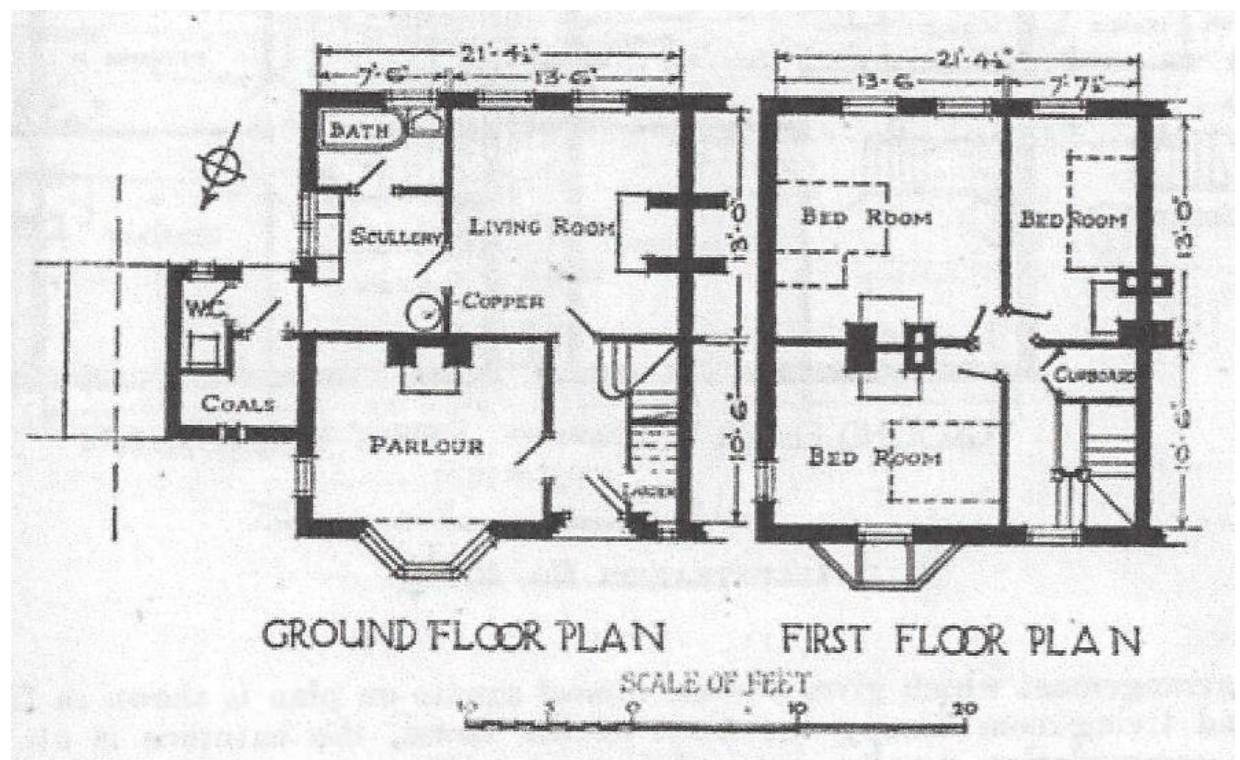 21'-4½"
7'-6"
13'-6"
BATH
SCULLERY
LIVING ROOM
13'-0"
W.C.
COPPER
COALS
PARLOUR
LARDER
10'-6"
GROUND FLOOR PLAN
21'-4½"
13-6
7'-7½"
BED ROOM
BED ROOM
13'-0"
CUPBOARD
BED ROOM
10'-6"
FIRST FLOOR PLAN
SCALE OF FEET
10 5 0 10 20